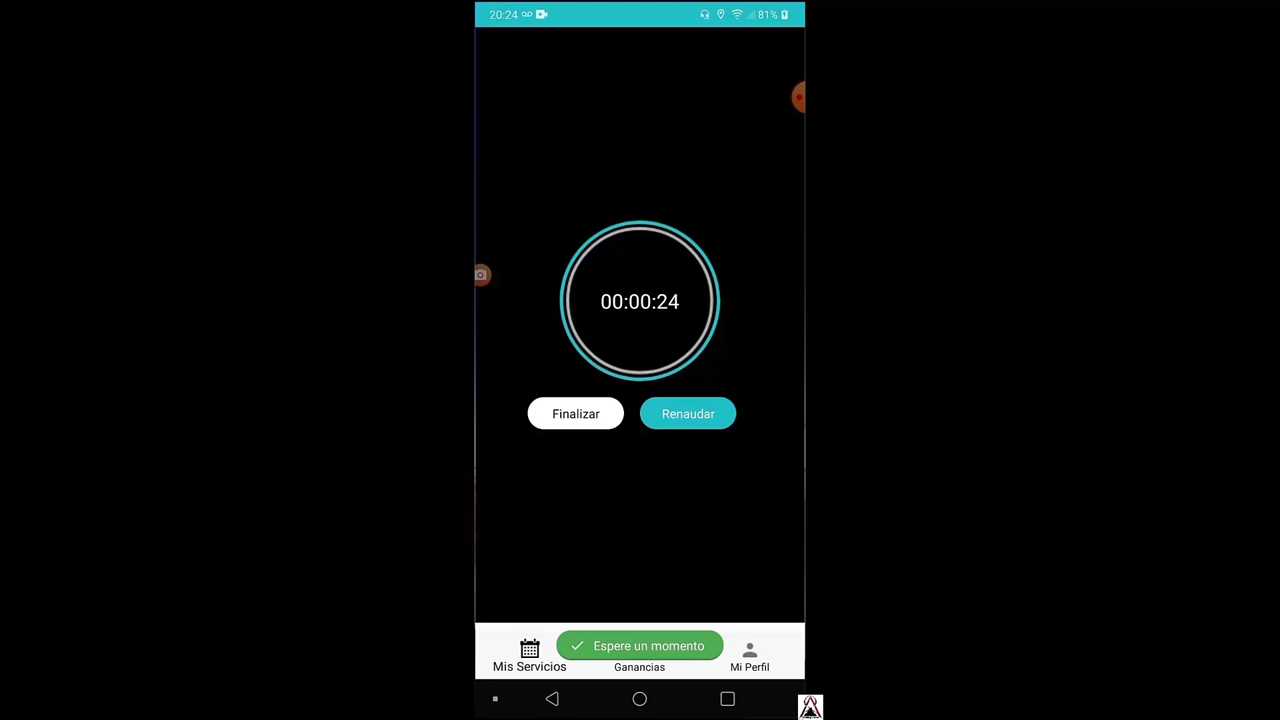 20:24
81%
00:00:24
Finalizar
Renaudar
Espere un momento
Mis Servicios
Ganancias
Mi Perfil